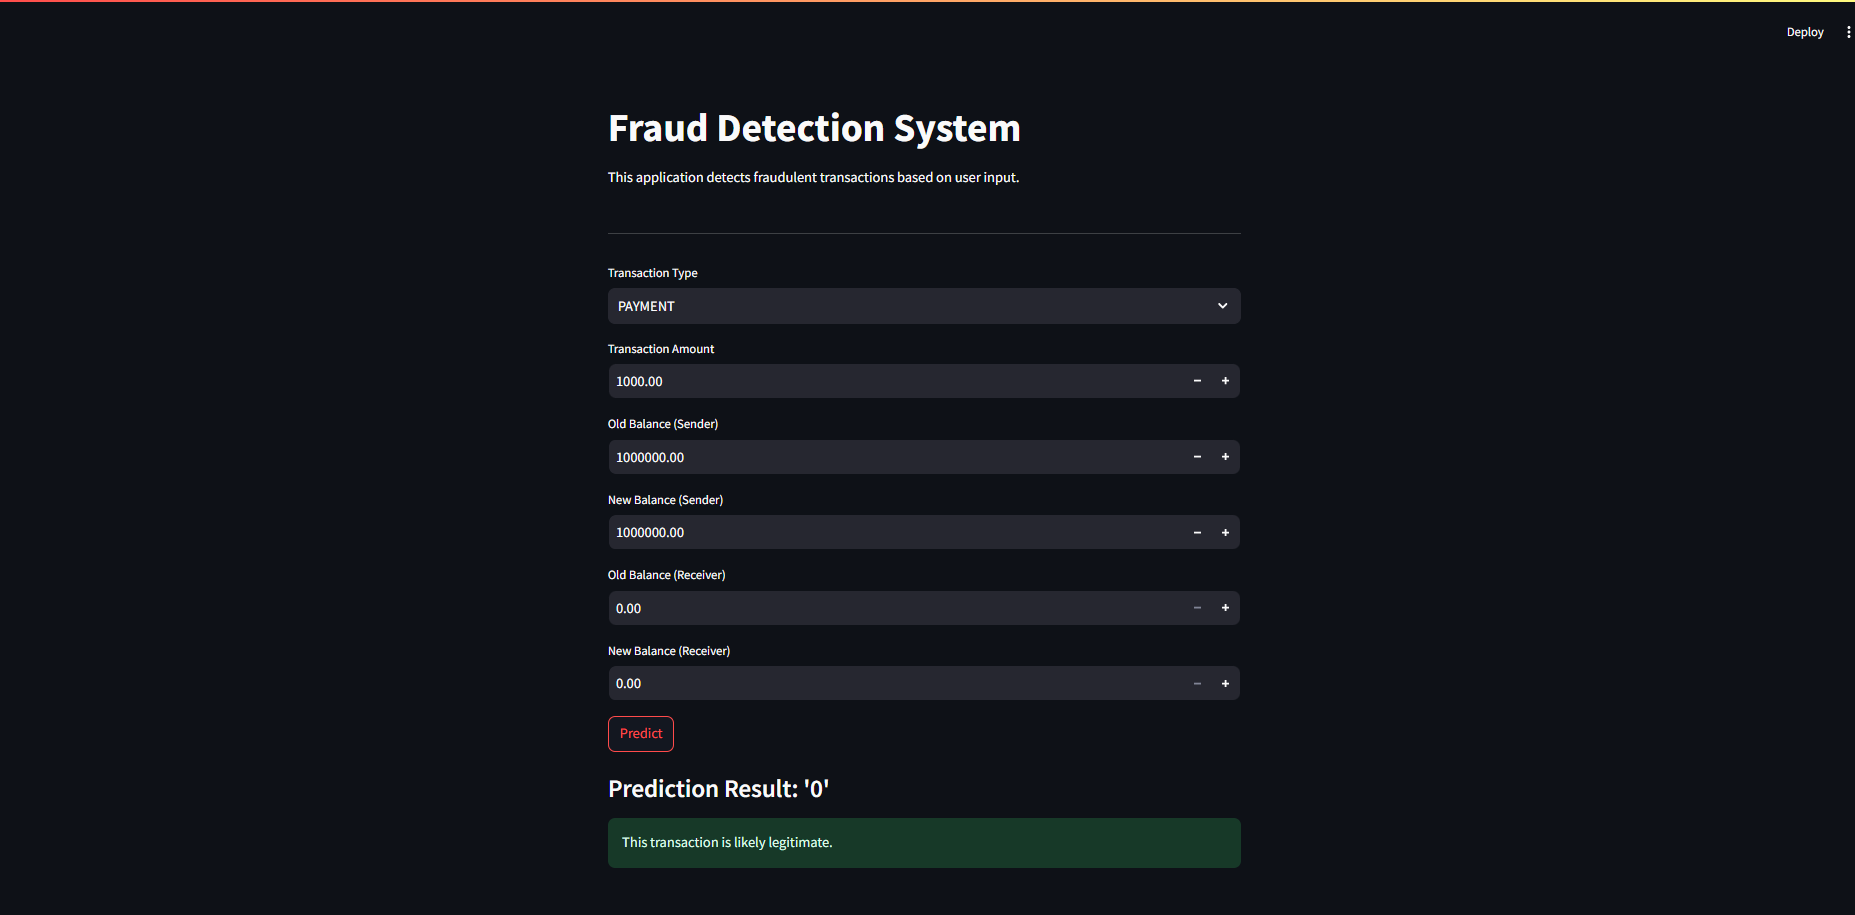 Deploy
Fraud Detection System
This application detects fraudulent transactions based on user input.
Transaction Type
PAYMENT
Transaction Amount
1000.00
Old Balance (Sender)
1000000.00
New Balance (Sender)
1000000.00
Old Balance (Receiver)
0.00
New Balance (Receiver)
0.00
Predict
Prediction Result: '0'
This transaction is likely legitimate.